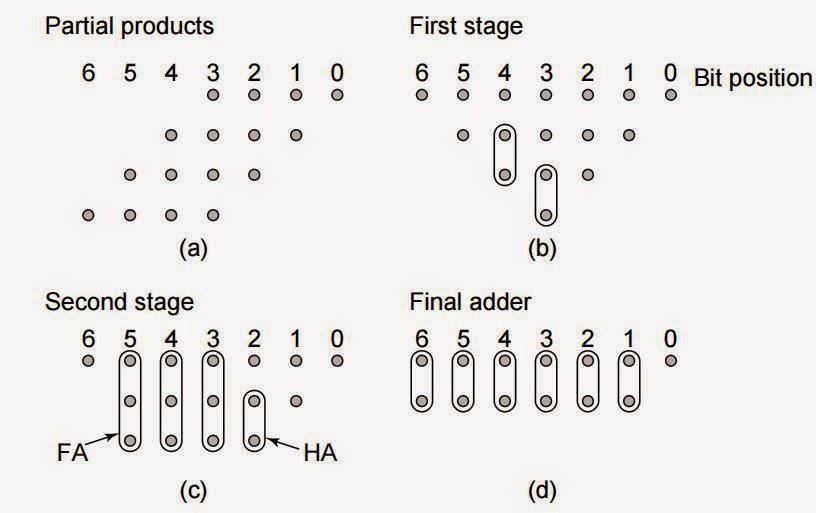 Partial products
6 5 4 3 2 1 0
(a)
First stage
6 5 4 3 2 1 0 Bit position
(b)
Second stage
6 5 4 3 2 1 0
FA
HA
(c)
Final adder
6 5 4 3 2 1 0
(d)